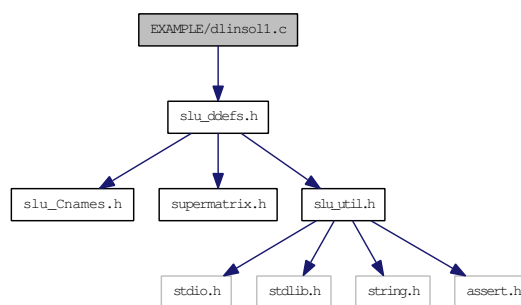 EXAMPLE/dlinsol1.c
slu_ddefs.h
slu_Cnames.h
supermatrix.h
slu_util.h
stdio.h
stdlib.h
string.h
assert.h